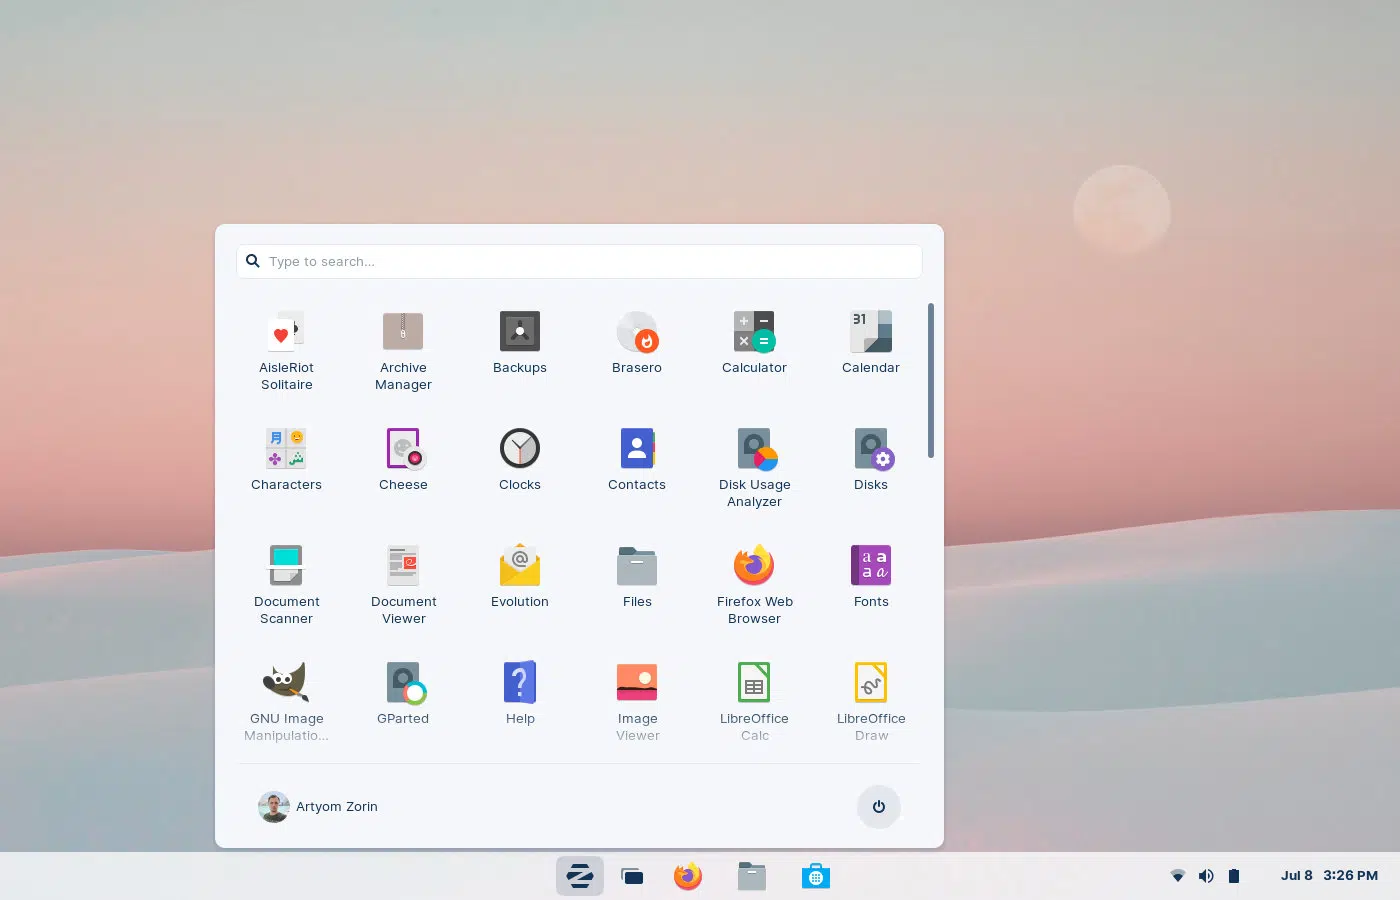 Type to search...
AisleRiot
Solitaire
Archive
Manager
Backups
Brasero
Calculator
31
Calendar
Characters
Cheese
Clocks
Contacts
Disk Usage
Analyzer
Disks
Document
Scanner
Document
Viewer
@
Evolution
Files
Firefox Web
Browser
a a
a a
Fonts
GNU Image
Manipulatio...
GParted
?
Help
Image
Viewer
LibreOffice
Calc
LibreOffice
Draw
Artyom Zorin
Jul 8 3:26 PM